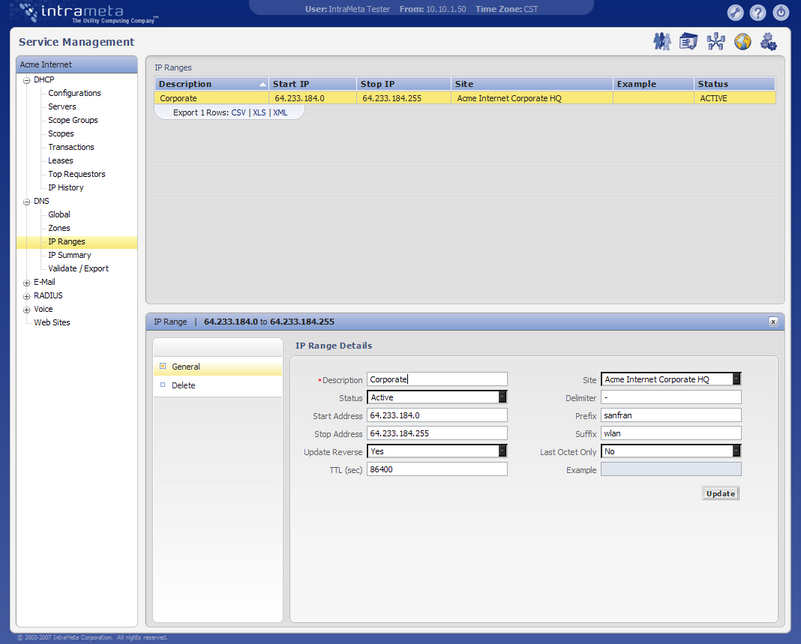 intrameta
The Utility Computing Company
User: IntraMeta Tester From: 10.10.1.50 Time Zone: CST
Service Management
Acme Internet
DHCP
Configurations
Servers
Scope Groups
Scopes
Transactions
Leases
Top Requestors
IP History
DNS
Global
Zones
IP Ranges
IP Summary
Validate / Export
E-Mail
RADIUS
Voice
Web Sites
IP Ranges
Description Start IP Stop IP Site Example Status
Corporate 64.233.184.0 64.233.184.255 Acme Internet Corporate HQ ACTIVE
Export 1 Rows: CSV | XLS | XML
IP Range | 64.233.184.0 to 64.233.184.255 x
General
Delete
IP Range Details
*Description Corporate Site Acme Internet Corporate HQ
Status Active Delimiter -
Start Address 64.233.184.0 Prefix sanfran
Stop Address 64.233.184.255 Suffix wlan
Update Reverse Yes Last Octet Only No
TTL (sec) 86400 Example
Update
© 2003-2007 IntraMeta Corporation. All rights reserved.